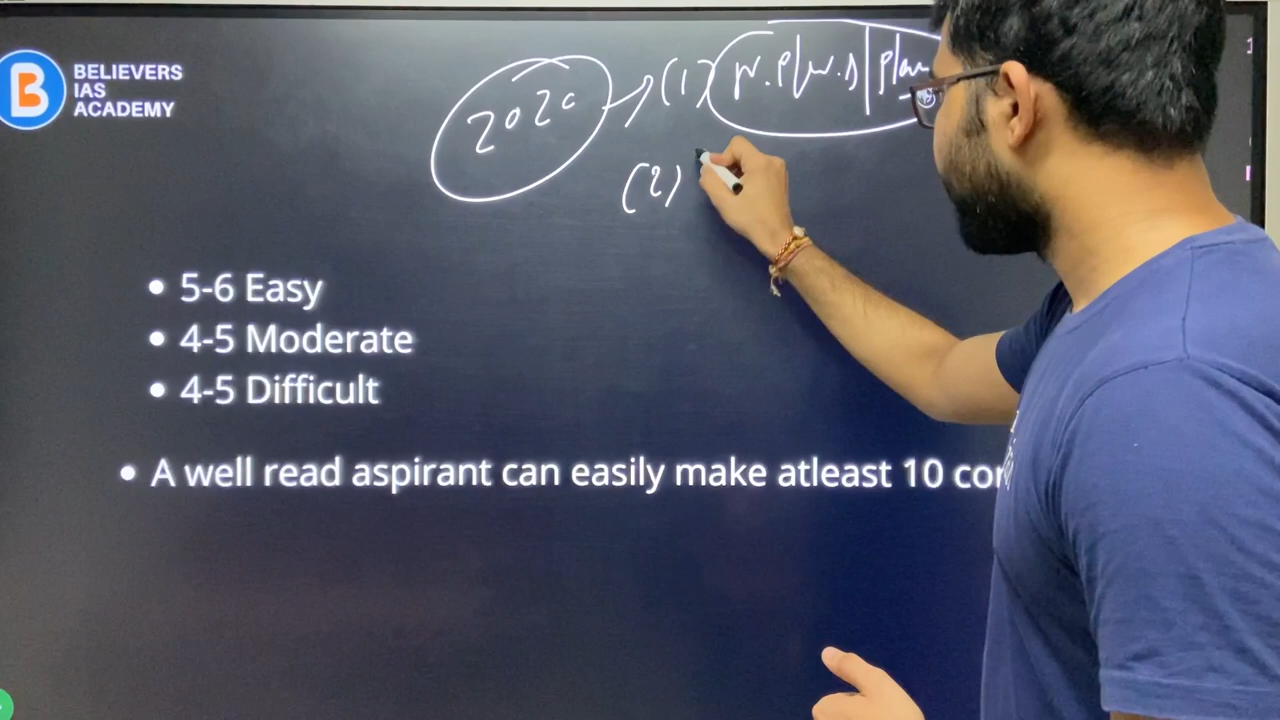 BELIEVERS
IAS
ACADEMY
2020 → (1)
(2)
• 5-6 Easy
• 4-5 Moderate
• 4-5 Difficult
• A well read aspirant can easily make atleast 10